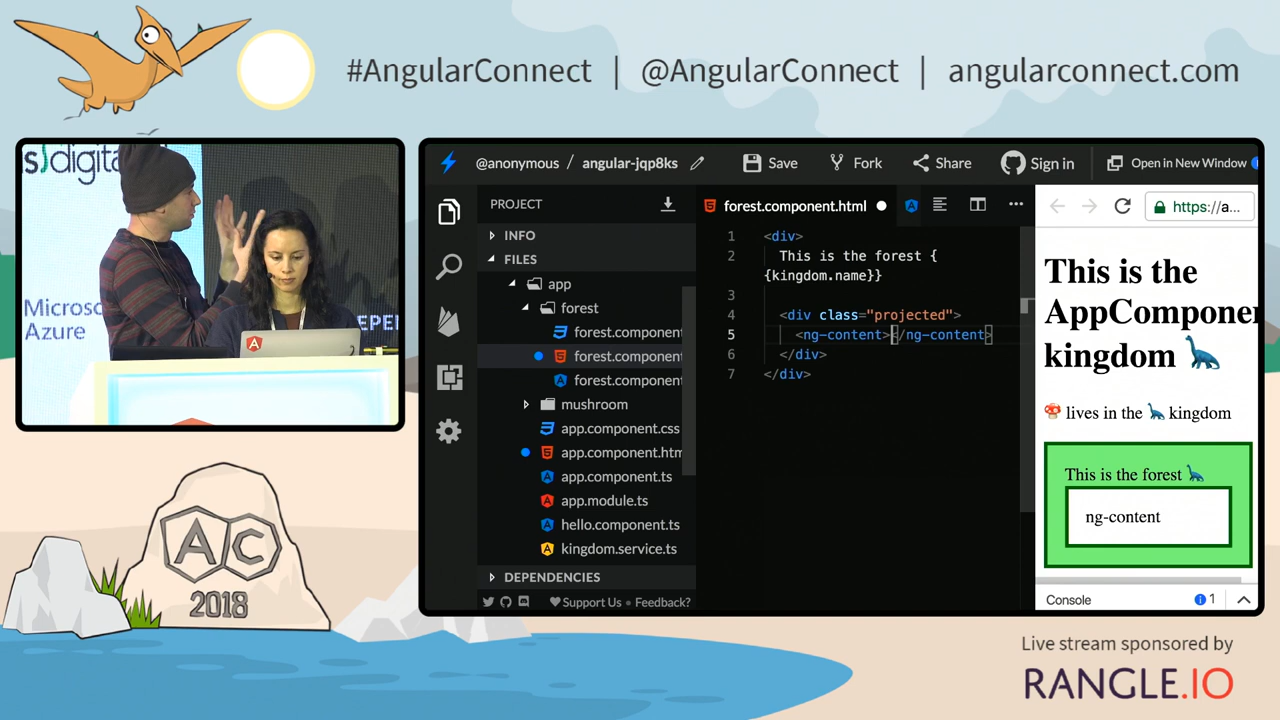 #AngularConnect | @AngularConnect | angularconnect.com
s)digita
Microso
Azure
EPE
@anonymous / angular-jqp8ks
Save
Fork
Share
Sign in
Open in New Window
PROJECT
INFO
FILES
app
forest
forest.component
forest.component
forest.component
mushroom
app.component.css
app.component.htm
app.component.ts
app.module.ts
hello.component.ts
kingdom.service.ts
DEPENDENCIES
Support Us • Feedback?
forest.component.html
1 <div>
2 This is the forest {
{kingdom.name}}
3
4 <div class="projected">
5 <ng-content>/ng-content
6 </div>
7 </div>
https://a...
This is the
AppComponen
kingdom 🦕
🍄 lives in the 🦕 kingdom
This is the forest 🦕
ng-content
Console
1
AC
2018
Live stream sponsored by
RANGLE.IO